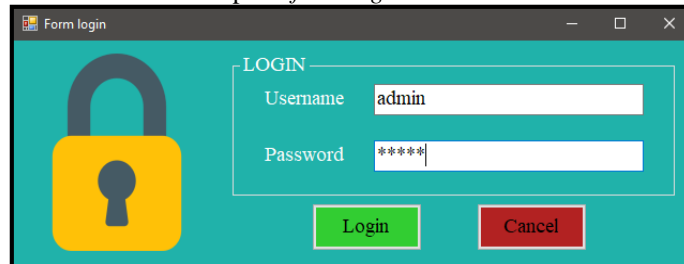 Form login
LOGIN
Username admin
Password *****
Login Cancel